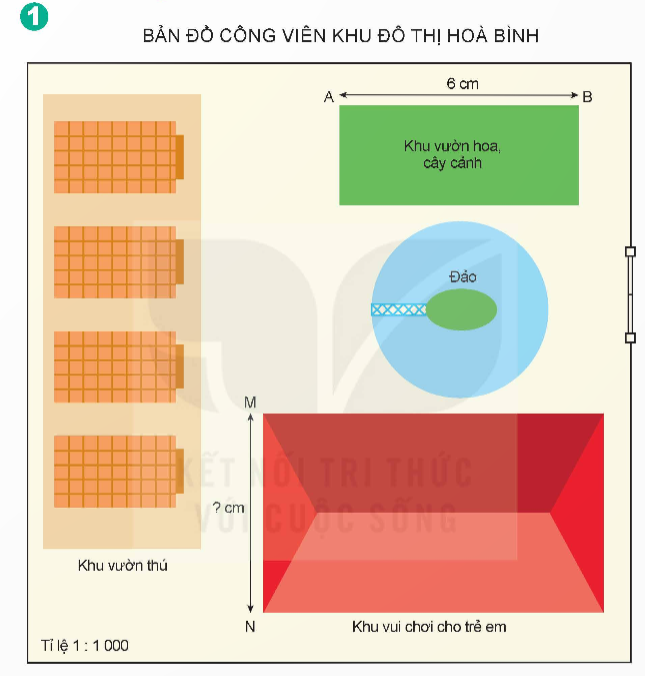 1
BẢN ĐỒ CÔNG VIÊN KHU ĐÔ THỊ HOÀ BÌNH
6 cm
A
B
Khu vườn hoa,
cây cảnh
Đảo
M
KẾT NỐI TRI THỨC
VỚI CUỘC SỐNG
? cm
Khu vườn thú
N
Khu vui chơi cho trẻ em
Tỉ lệ 1 : 1 000